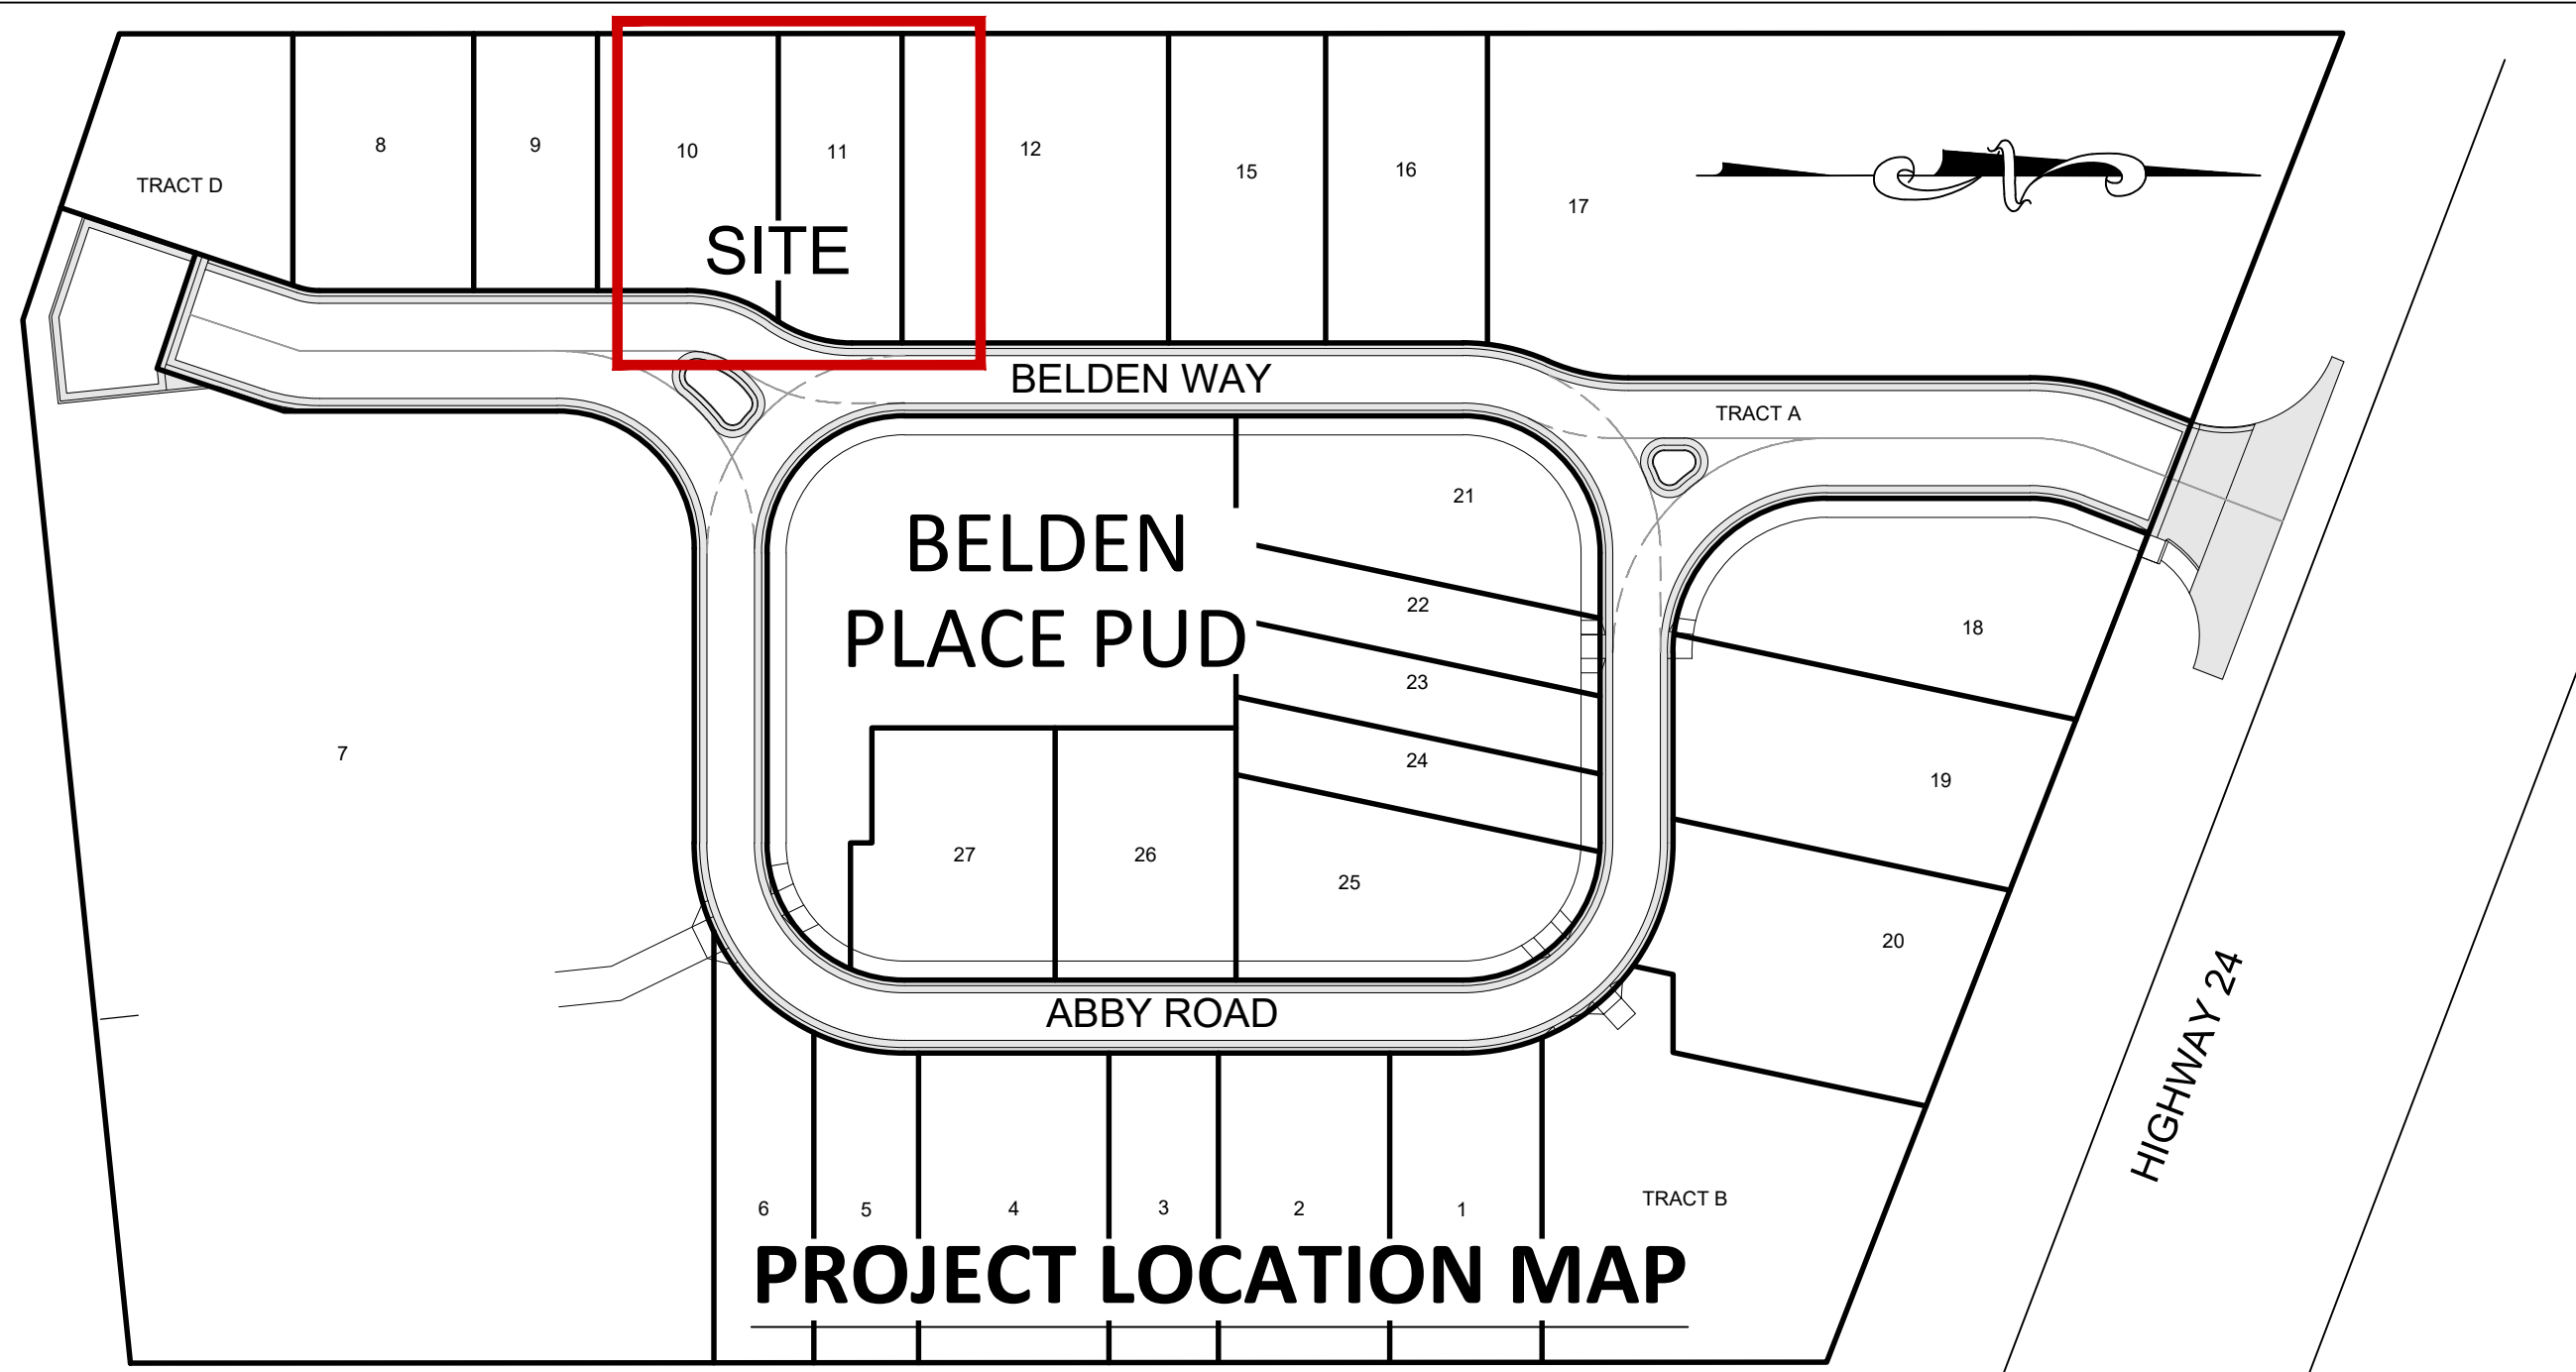 8
9
10
11
12
15
16
17
TRACT D
SITE
N
BELDEN WAY
TRACT A
BELDEN
PLACE PUD
21
22
23
24
25
26
27
18
19
20
7
ABBY ROAD
HIGHWAY 24
6
5
4
3
2
1
TRACT B
PROJECT LOCATION MAP